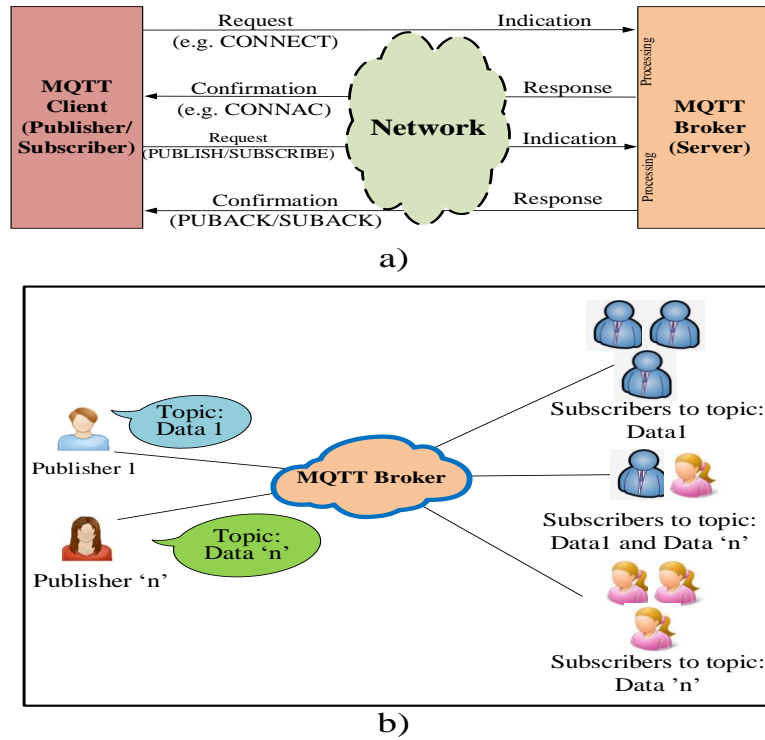 Request
Indication
(e.g. CONNECT)
Processing
Confirmation
Response
(e.g. CONNAC)
MQTT
Client
(Publisher/
Subscriber)
Network
MQTT
Broker
(Server)
Request
Indication
(PUBLISH/SUBSCRIBE)
Processing
Confirmation
Response
(PUBACK/SUBACK)
a)
Topic:
Data 1
Publisher 1
Subscribers to topic:
Data1
MQTT Broker
Topic:
Data ‘n’
Publisher ‘n’
Subscribers to topic:
Data1 and Data ‘n’
Subscribers to topic:
Data 'n’
b)